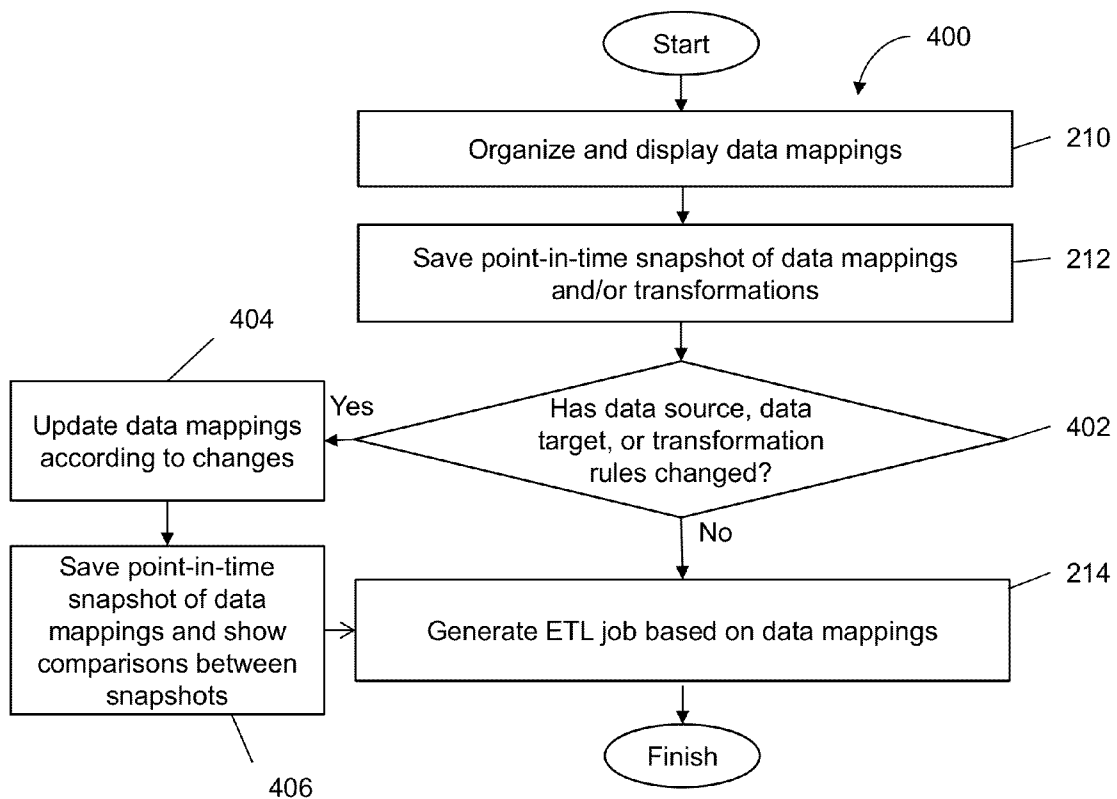 Start
400
Organize and display data mappings
210
Save point-in-time snapshot of data mappings
and/or transformations
212
404
Update data mappings
according to changes
Yes
Has data source, data
target, or transformation
rules changed?
402
No
Save point-in-time
snapshot of data
mappings and show
comparisons between
snapshots
406
Generate ETL job based on data mappings
214
Finish